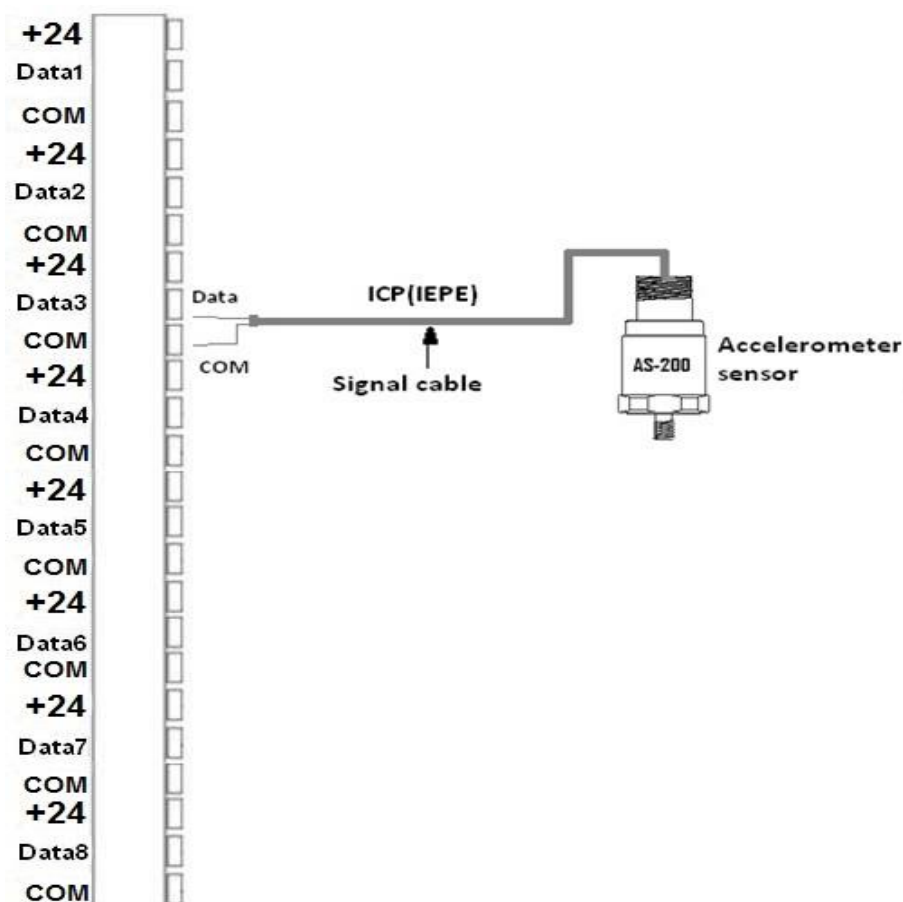 +24
Data1
COM
+24
Data2
COM
+24
Data3
COM
+24
Data4
COM
+24
Data5
COM
+24
Data6
COM
+24
Data7
COM
+24
Data8
COM
Data
COM
ICP(IEPE)
Signal cable
AS-200
Accelerometer
sensor